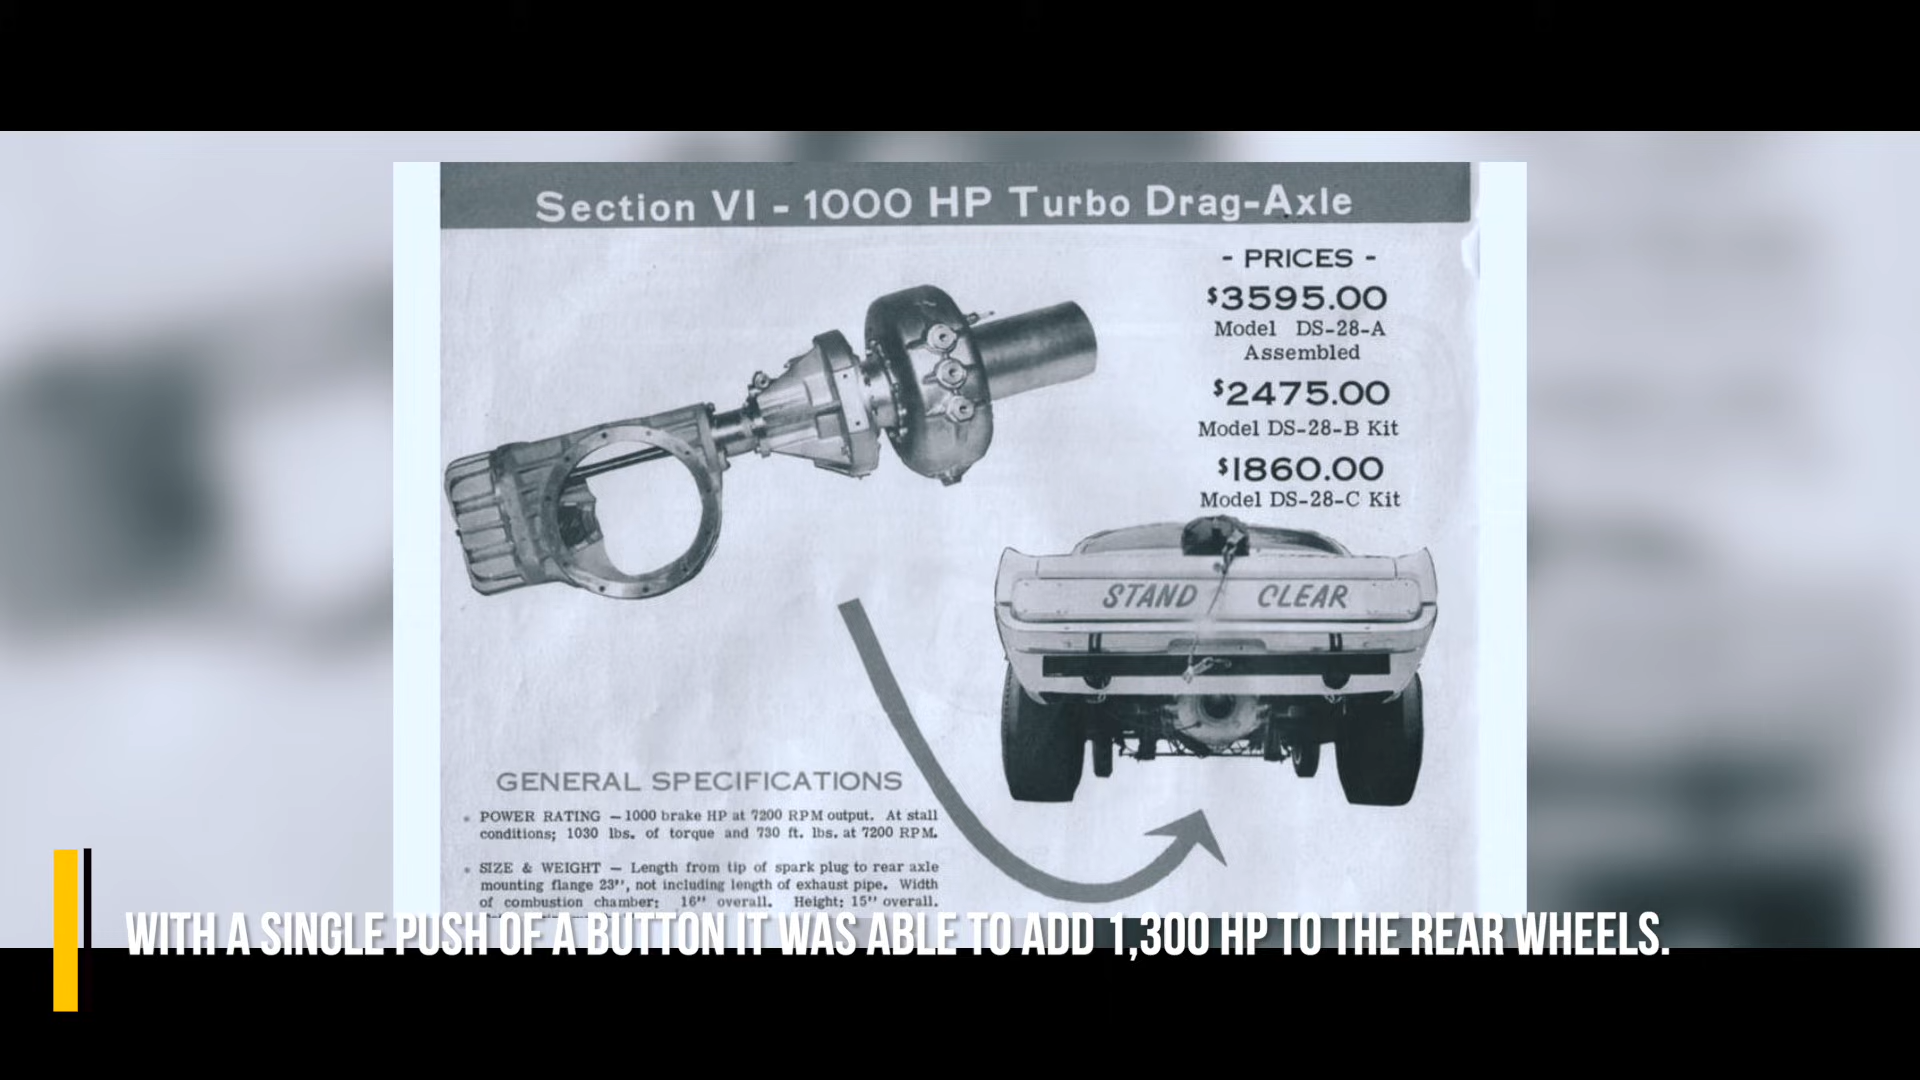 Section VI - 1000 HP Turbo Drag-Axle
- PRICES -
$3595.00
Model DS-28-A
Assembled
$2475.00
Model DS-28-B Kit
$1860.00
Model DS-28-C Kit
STAND CLEAR
GENERAL SPECIFICATIONS
POWER RATING — 1000 brake HP at 7200 RPM output. At stall
conditions; 1030 lbs. of torque and 730 ft. lbs. at 7200 RPM.
SIZE & WEIGHT — Length from tip of spark plug to rear axle
mounting flange 23", not including length of exhaust pipe. Width
of combustion chamber: 16" overall. Height: 15" overall.
WITH A SINGLE PUSH OF A BUTTON IT WAS ABLE TO ADD 1,300 HP TO THE REAR WHEELS.